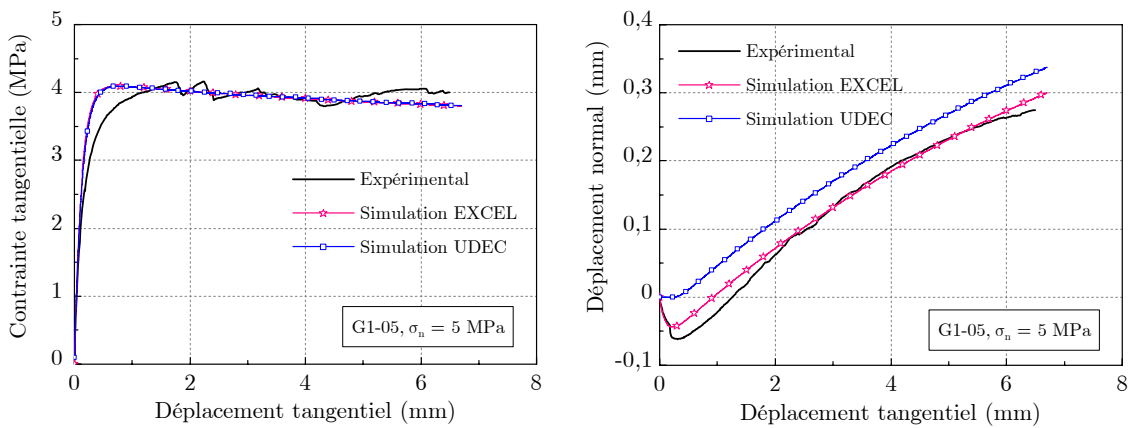 Contrainte tangentielle (MPa)
5
4
3
2
1
0
Expérimental
Simulation EXCEL
Simulation UDEC
G1-05, σn = 5 MPa
0 2 4 6 8
Déplacement tangentiel (mm)
Déplacement normal (mm)
0,4
0,3
0,2
0,1
0
-0,1
Expérimental
Simulation EXCEL
Simulation UDEC
G1-05, σn = 5 MPa
0 2 4 6 8
Déplacement tangentiel (mm)